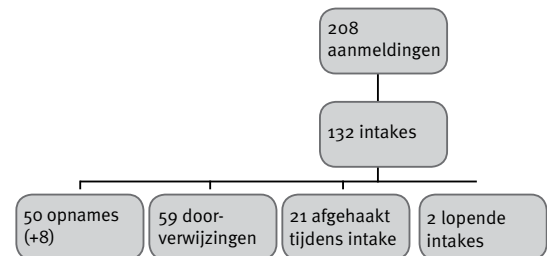 208
aanmeldingen
132 intakes
50 opnames
(+8)
59 door-
verwijzingen
21 afgehaakt
tijdens intake
2 lopende
intakes